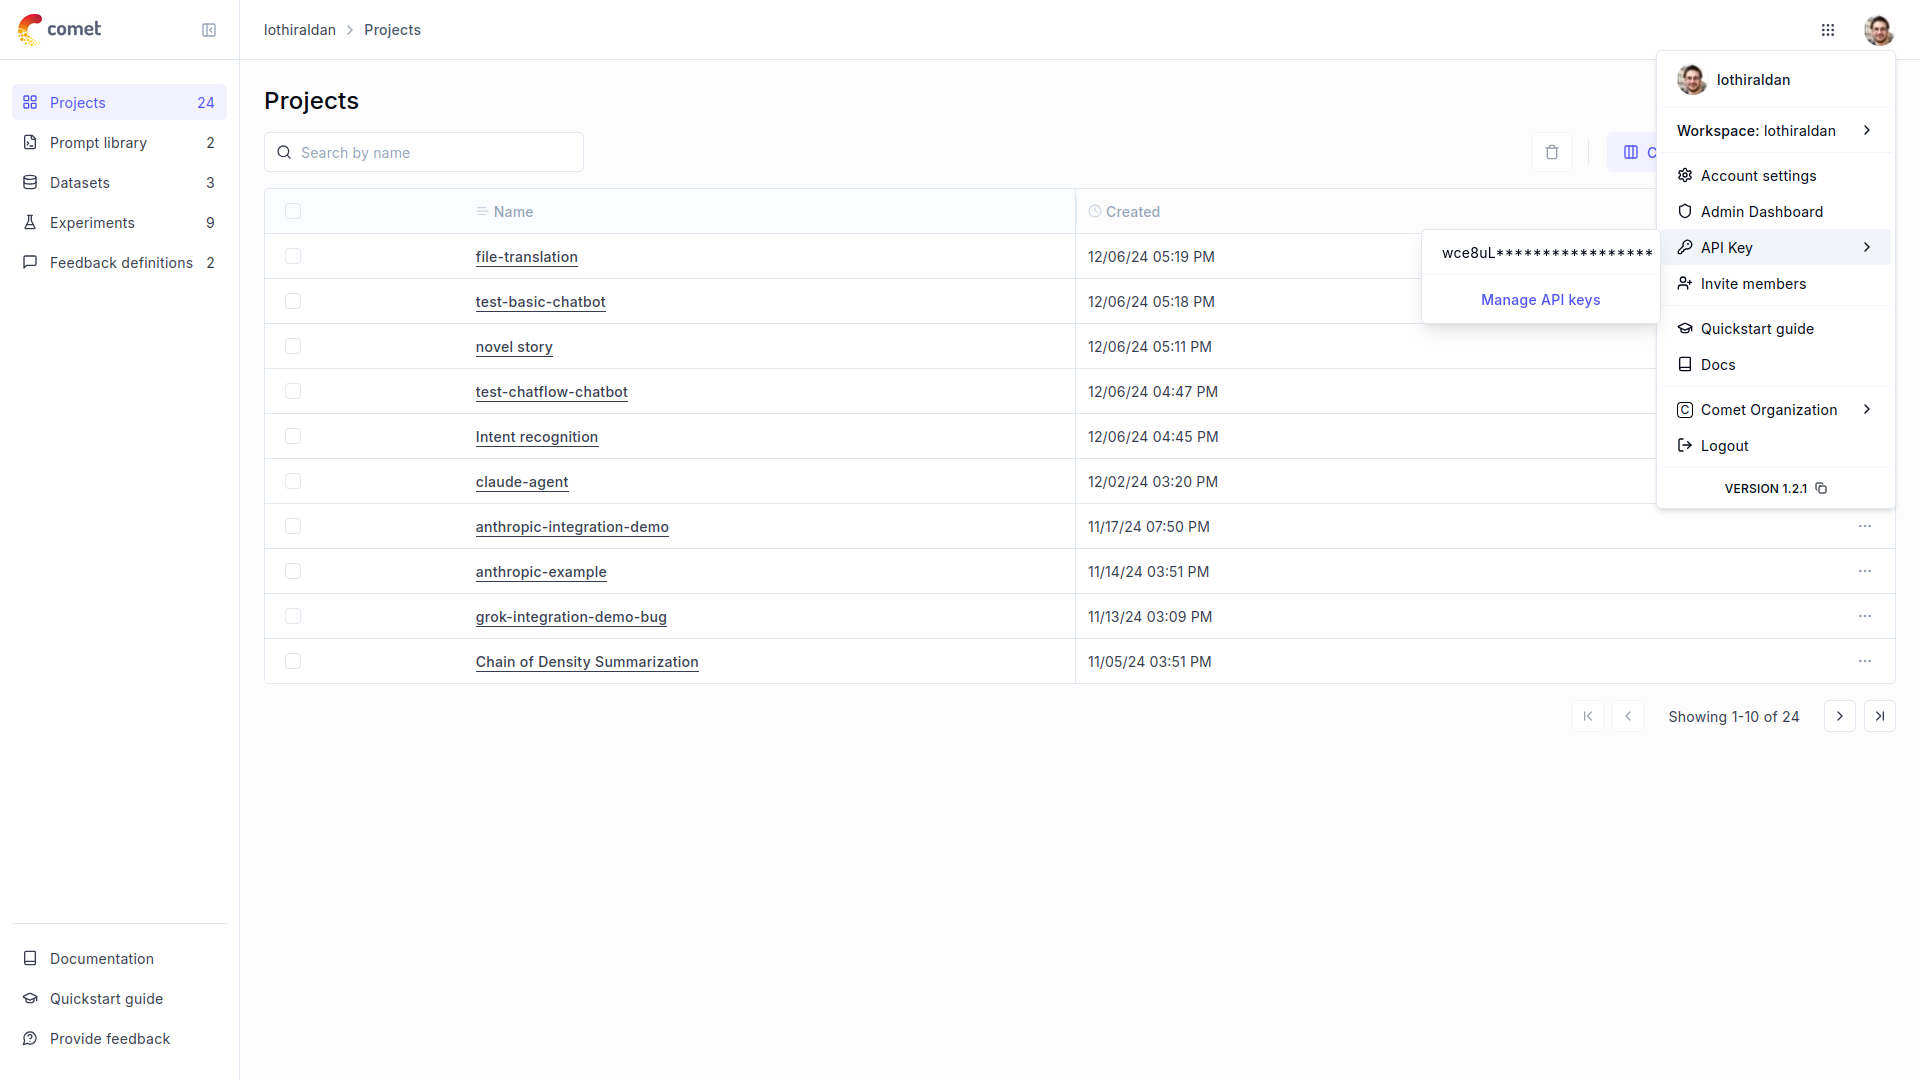 comet
lothiraldan > Projects
Projects 24
Prompt library 2
Datasets 3
Experiments 9
Feedback definitions 2
Documentation
Quickstart guide
Provide feedback
Projects
Search by name
C
Name Created
file-translation 12/06/24 05:19 PM
test-basic-chatbot 12/06/24 05:18 PM
novel story 12/06/24 05:11 PM
test-chatflow-chatbot 12/06/24 04:47 PM
Intent recognition 12/06/24 04:45 PM
claude-agent 12/02/24 03:20 PM
anthropic-integration-demo 11/17/24 07:50 PM
anthropic-example 11/14/24 03:51 PM
grok-integration-demo-bug 11/13/24 03:09 PM
Chain of Density Summarization 11/05/24 03:51 PM
Showing 1-10 of 24
lothiraldan
Workspace: lothiraldan
Account settings
Admin Dashboard
API Key
wce8uL*****************
Manage API keys
Invite members
Quickstart guide
Docs
C Comet Organization
Logout
VERSION 1.2.1